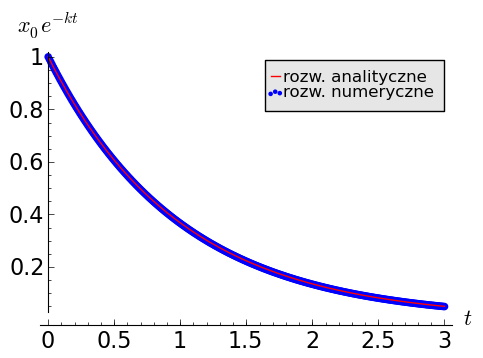 x₀e⁻ᵏᵗ
1
rozw. analityczne
rozw. numeryczne
0.8
0.6
0.4
0.2
t
0 0.5 1 1.5 2 2.5 3